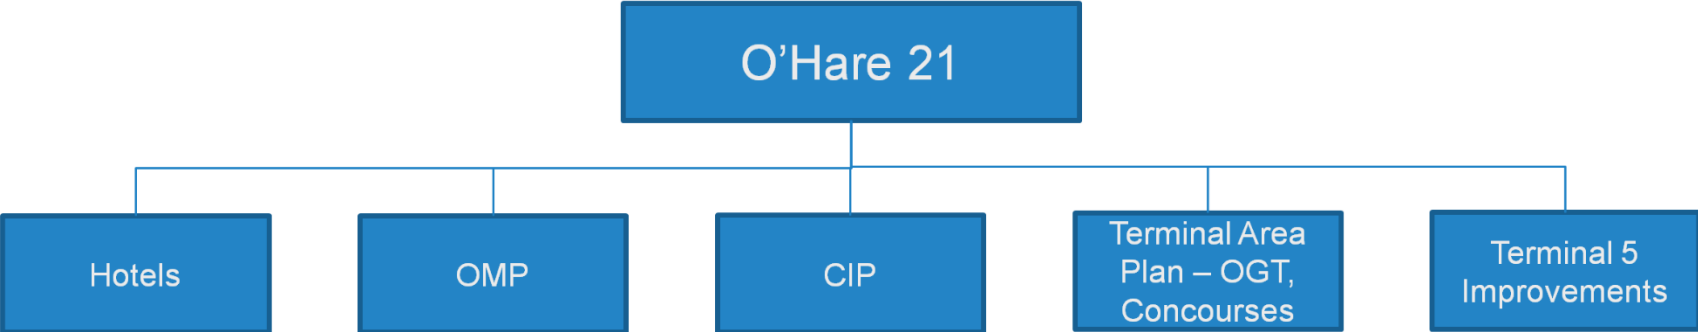 O’Hare 21
Hotels
OMP
CIP
Terminal Area
Plan – OGT,
Concourses
Terminal 5
Improvements